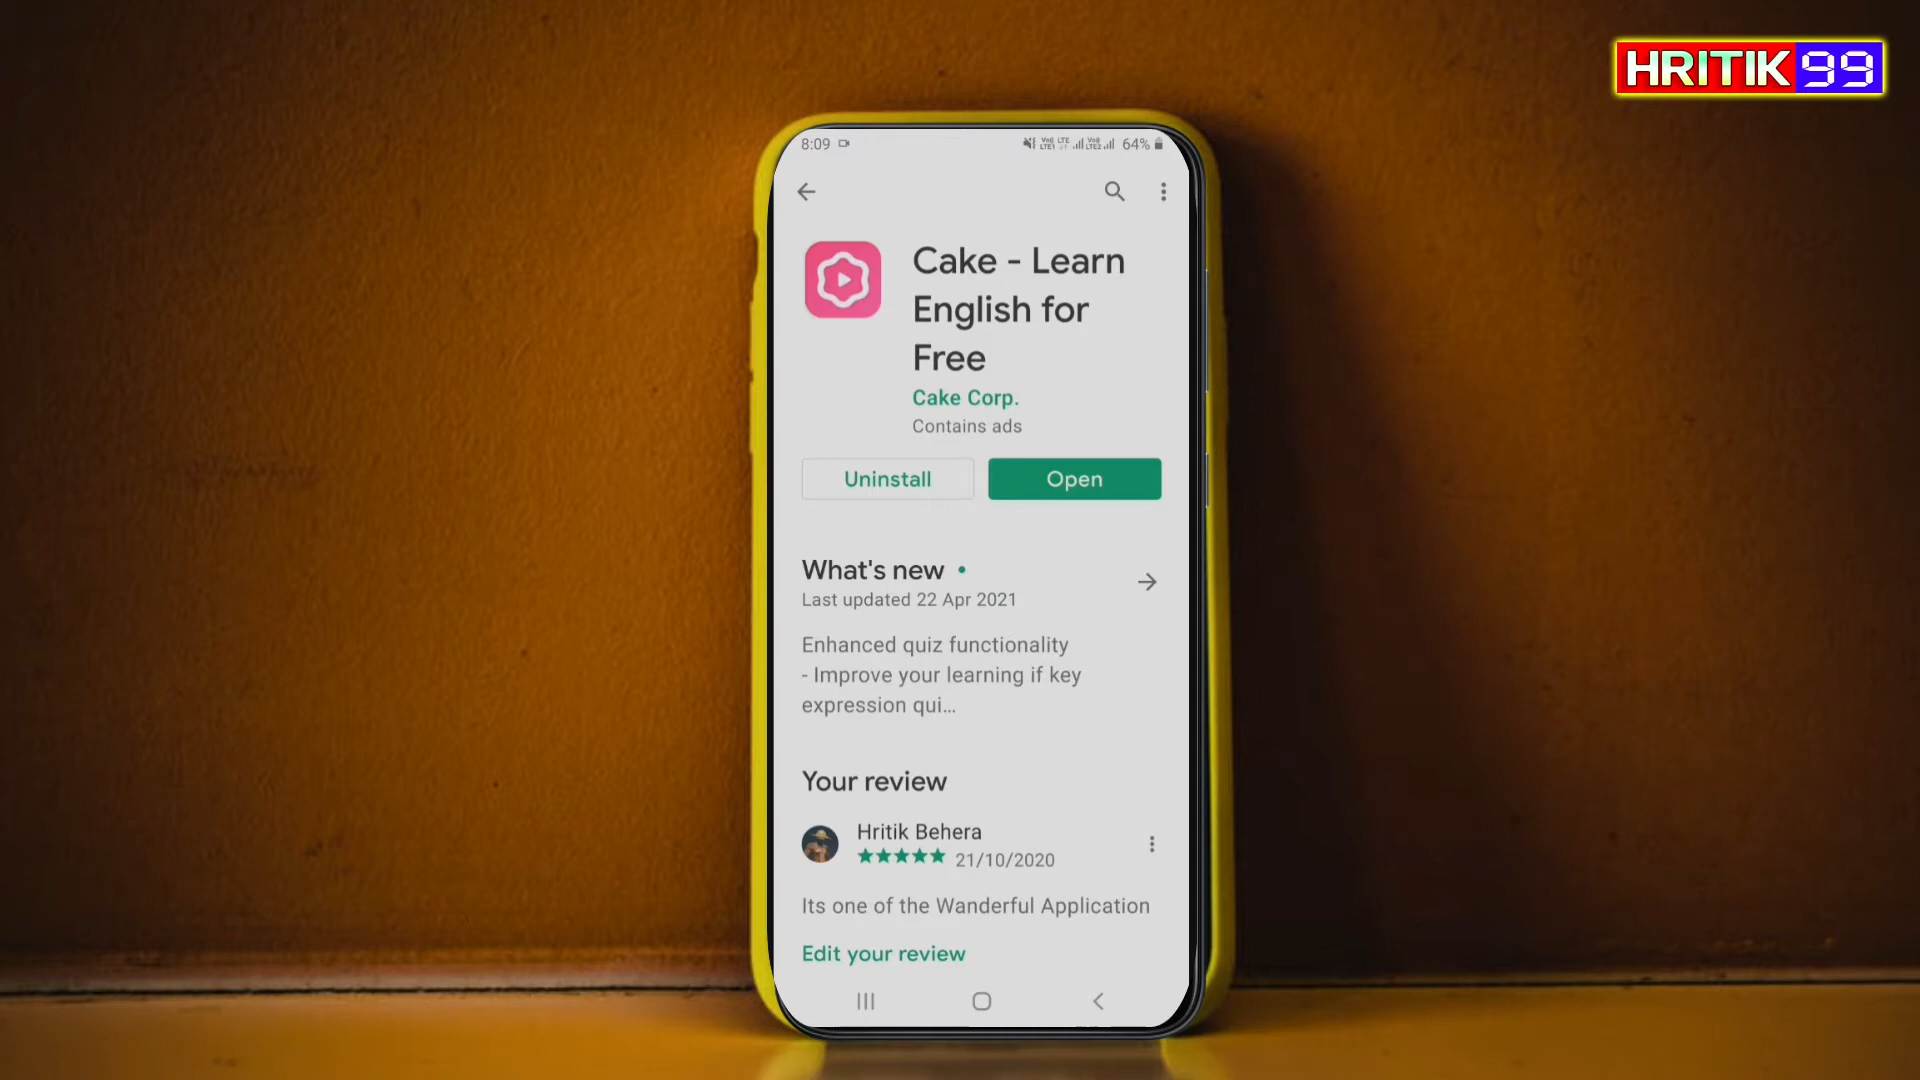 HRITIK 99
8:09 64%
Cake - Learn
English for
Free
Cake Corp.
Contains ads
Uninstall Open
What's new •
Last updated 22 Apr 2021
Enhanced quiz functionality
- Improve your learning if key
expression qui...
Your review
Hritik Behera
21/10/2020
Its one of the Wanderful Application
Edit your review